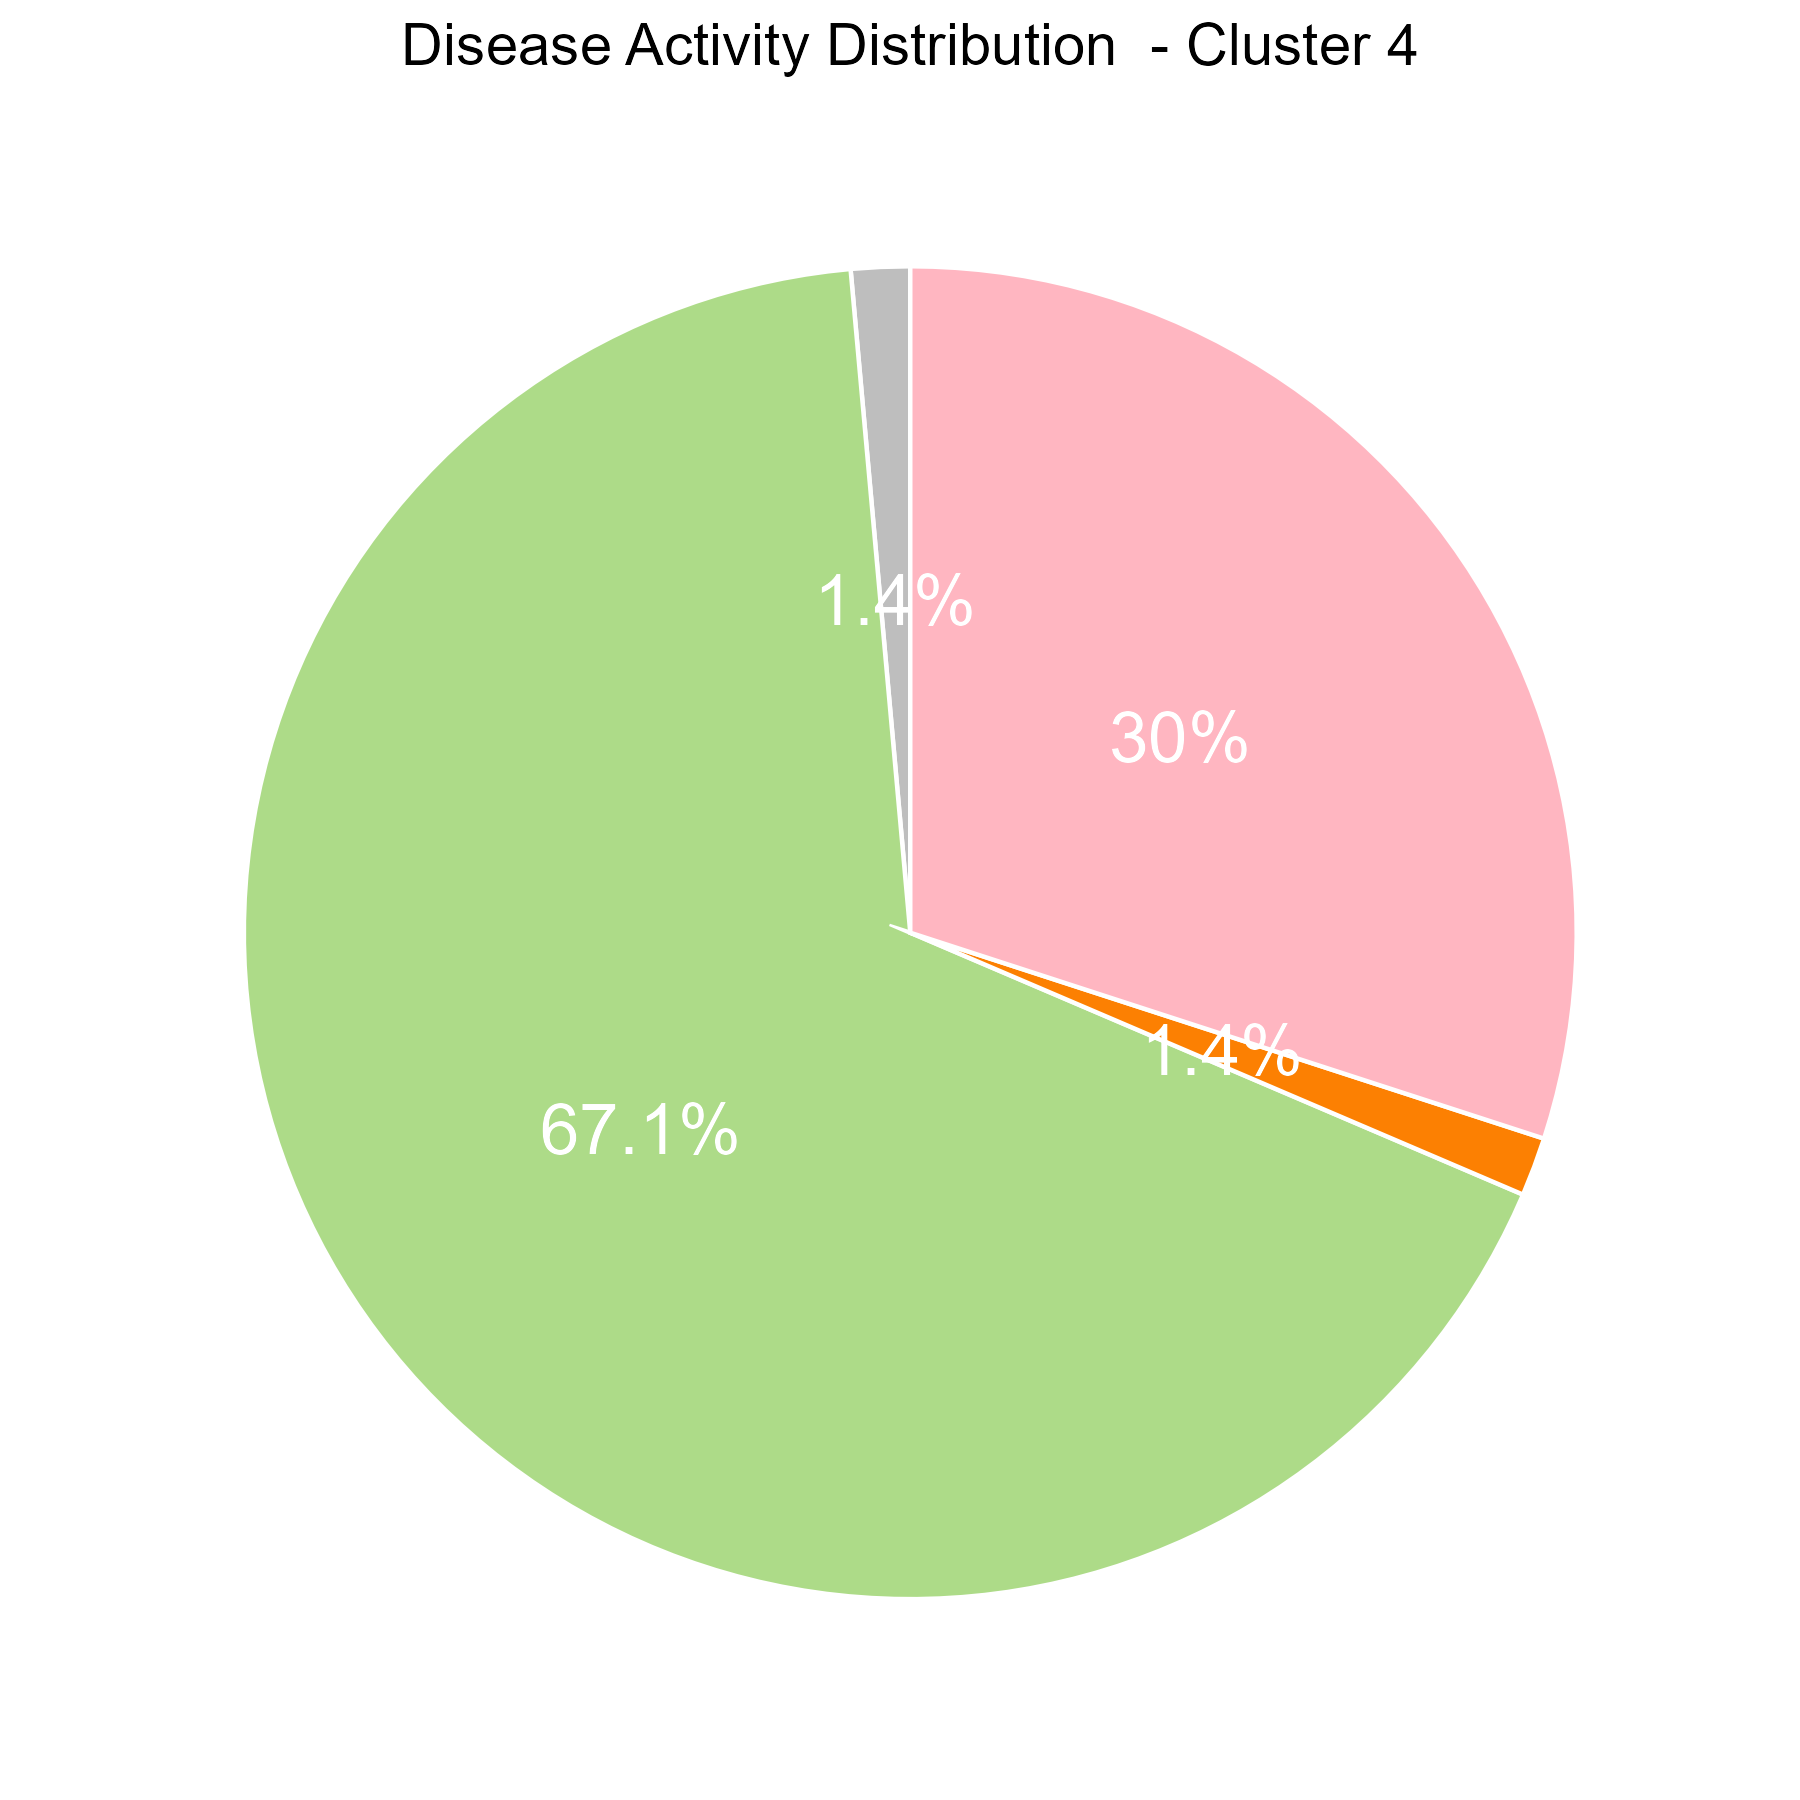 Disease Activity Distribution  - Cluster 4
1.4%
30%
1.4%
67.1%